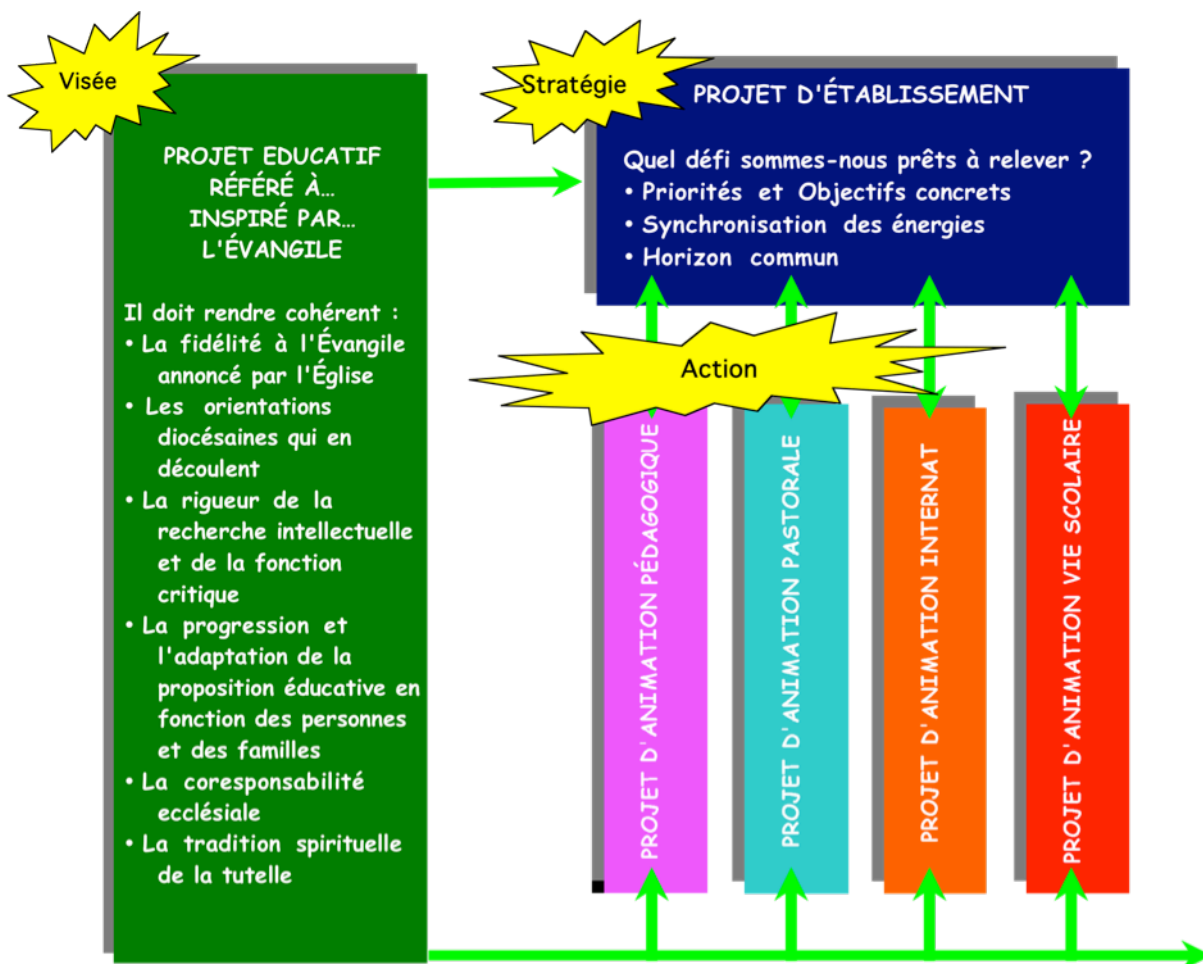 Visée
PROJET EDUCATIF
RÉFÉRÉ À...
INSPIRÉ PAR...
L'ÉVANGILE
Il doit rendre cohérent :
• La fidélité à l'Évangile
annoncé par l'Église
• Les orientations
diocésaines qui en
découlent
• La rigueur de la
recherche intellectuelle
et de la fonction
critique
• La progression et
l'adaptation de la
proposition éducative en
fonction des personnes
et des familles
• La coresponsabilité
ecclésiale
• La tradition spirituelle
de la tutelle
Stratégie
PROJET D'ÉTABLISSEMENT
Quel défi sommes-nous prêts à relever ?
• Priorités et Objectifs concrets
• Synchronisation des énergies
• Horizon commun
Action
PROJET D'ANIMATION PÉDAGOGIQUE
PROJET D'ANIMATION PASTORALE
PROJET D'ANIMATION INTERNAT
PROJET D'ANIMATION VIE SCOLAIRE